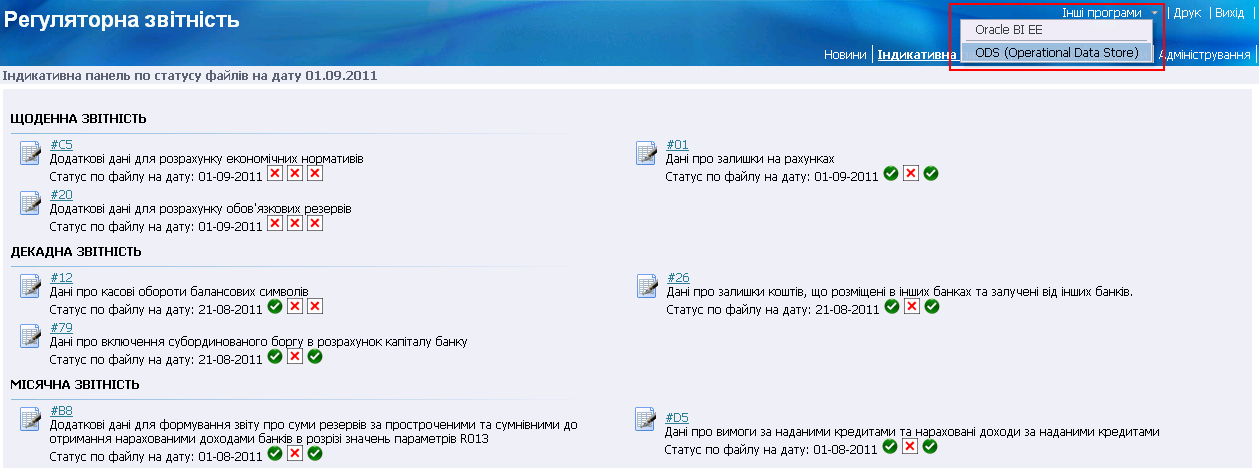 Регуляторна звітність
Інші програми | Друк | Вихід
Oracle BI EE
ODS (Operational Data Store)
Новини | Індикативна
Адміністрування
Індикативна панель по статусу файлів на дату 01.09.2011
ЩОДЕННА ЗВІТНІСТЬ
#C5
Додаткові дані для розрахунку економічних нормативів
Статус по файлу на дату: 01-09-2011
#01
Дані про залишки на рахунках
Статус по файлу на дату: 01-09-2011
#20
Додаткові дані для розрахунку обов'язкових резервів
Статус по файлу на дату: 01-09-2011
ДЕКАДНА ЗВІТНІСТЬ
#12
Дані про касові обороти балансових символів
Статус по файлу на дату: 21-08-2011
#26
Дані про залишки коштів, що розміщені в інших банках та залучені від інших банків.
Статус по файлу на дату: 21-08-2011
#79
Дані про включення субординованого боргу в розрахунок капіталу банку
Статус по файлу на дату: 21-08-2011
МІСЯЧНА ЗВІТНІСТЬ
#B8
Додаткові дані для формування звіту про суми резервів за простроченими та сумнівними до
отримання нарахованими доходами банків в розрізі значень параметрів R013
Статус по файлу на дату: 01-08-2011
#D5
Дані про вимоги за наданими кредитами та нараховані доходи за наданими кредитами
Статус по файлу на дату: 01-08-2011